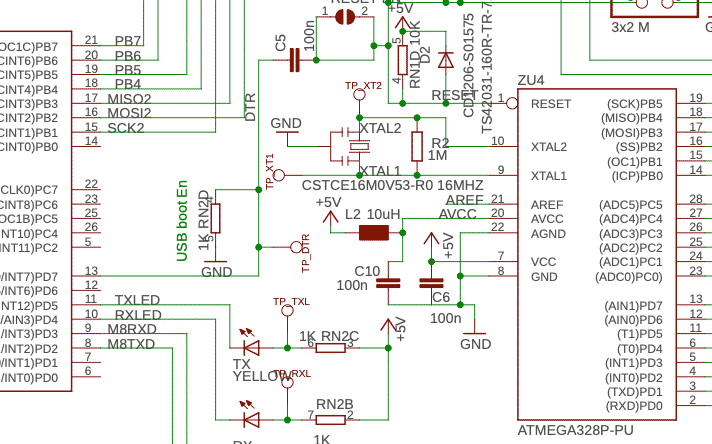 RESET EN
1 2
+5V
C5
100n
RN1D 10K
5
4
D2
CD1206-S01575
TS42031-160R-TR-7
3x2 M
OC1C)PB7 21 PB7
CINT6)PB6 20 PB6
CINT5)PB5 19 PB5
CINT4)PB4 18 PB4
CINT3)PB3 17 MISO2
CINT2)PB2 16 MOSI2
CINT1)PB1 15 SCK2
CINT0)PB0 14
CLK0)PC7 22
CINT8)PC6 23
OC1B)PC5 25
NT10)PC4 26
INT11)PC2 5
0/INT7)PD7 13
/INT6)PD6 12
INT12)PD5 11 TXLED
/AIN3)PD4 10 RXLED
/INT3)PD3 9 M8RXD
/INT2)PD2 8 M8TXD
/INT1)PD1 7
/INT0)PD0 6
DTR
TP_XT2
GND
XTAL2
XTAL1
R2
1M
TP_XT1
CSTCE16M0V53-R0 16MHZ
USB boot En
1K RN2D
4
5
GND
+5V
L2 10uH
TP_DTR
C10
100n
+5V
C6
100n
GND
TP_TXL
TX
YELLOW
1K RN2C
6 3
+5V
TP_RXL
RN2B
7 2
1K
ZU4
RESET 1 RESET
10 XTAL2
9 XTAL1
AREF 21 AREF
AVCC 20 AVCC
22 AGND
7 VCC
8 GND
(SCK)PB5 19
(MISO)PB4 18
(MOSI)PB3 17
(SS)PB2 16
(OC1)PB1 15
(ICP)PB0 14
(ADC5)PC5 28
(ADC4)PC4 27
(ADC3)PC3 26
(ADC2)PC2 25
(ADC1)PC1 24
(ADC0)PC0) 23
(AIN1)PD7 13
(AIN0)PD6 12
(T1)PD5 11
(T0)PD4 6
(INT3)PD3 5
(INT0)PD2 4
(TXD)PD1 3
(RXD)PD0 2
ATMEGA328P-PU